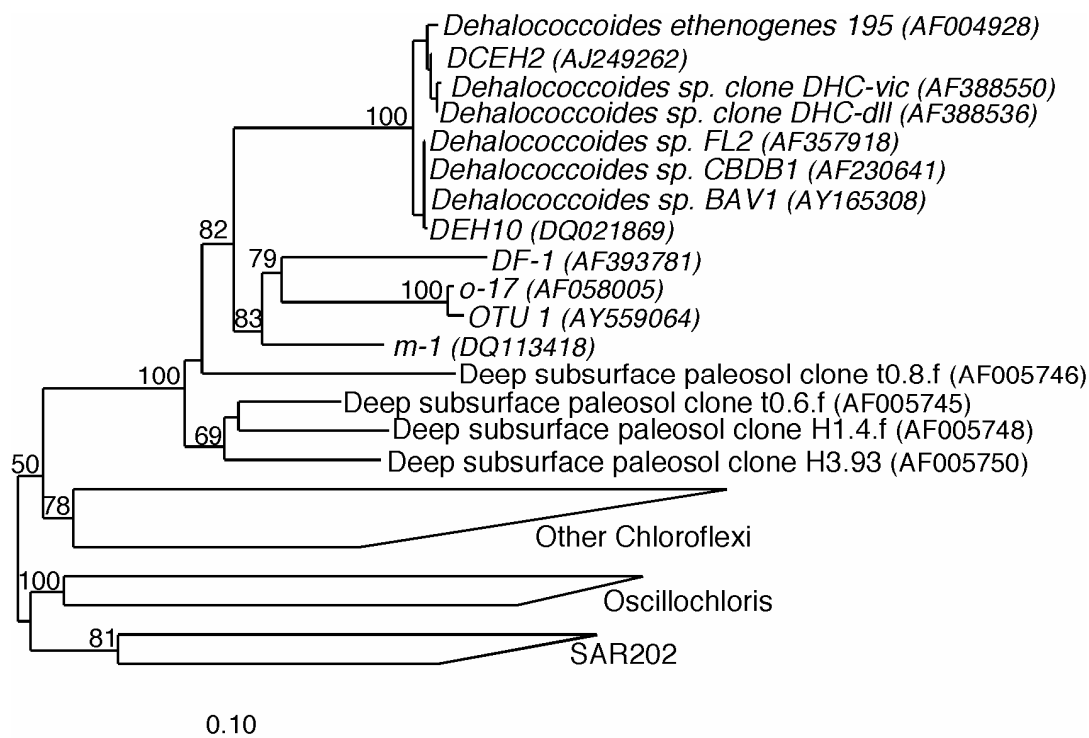 Dehalococcoides ethenogenes 195 (AF004928)
DCEH2 (AJ249262)
Dehalococcoides sp. clone DHC-vic (AF388550)
100 Dehalococcoides sp. clone DHC-dll (AF388536)
Dehalococcoides sp. FL2 (AF357918)
Dehalococcoides sp. CBDB1 (AF230641)
Dehalococcoides sp. BAV1 (AY165308)
82 DEH10 (DQ021869)
79 DF-1 (AF393781)
100 o-17 (AF058005)
83 OTU 1 (AY559064)
m-1 (DQ113418)
100 Deep subsurface paleosol clone t0.8.f (AF005746)
Deep subsurface paleosol clone t0.6.f (AF005745)
69 Deep subsurface paleosol clone H1.4.f (AF005748)
50 Deep subsurface paleosol clone H3.93 (AF005750)
78
Other Chloroflexi
100
Oscillochloris
81
SAR202
0.10